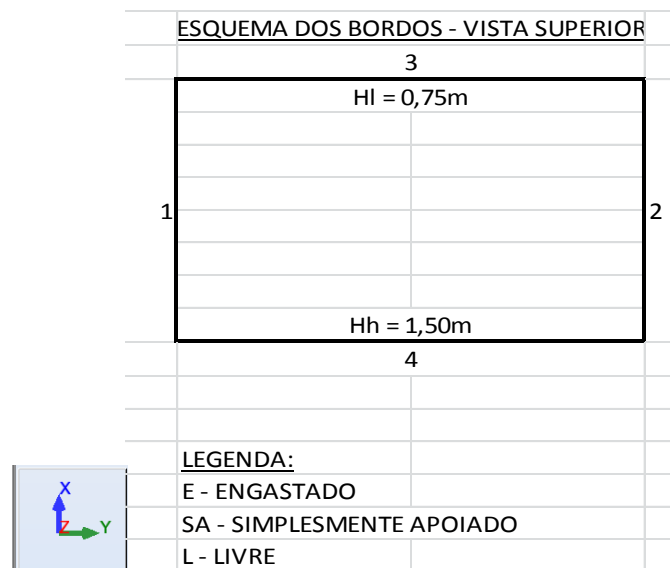 ESQUEMA DOS BORDOS - VISTA SUPERIOR
3
Hl = 0,75m
1
2
Hh = 1,50m
4
LEGENDA:
E - ENGASTADO
SA - SIMPLESMENTE APOIADO
L - LIVRE
X
Z
Y